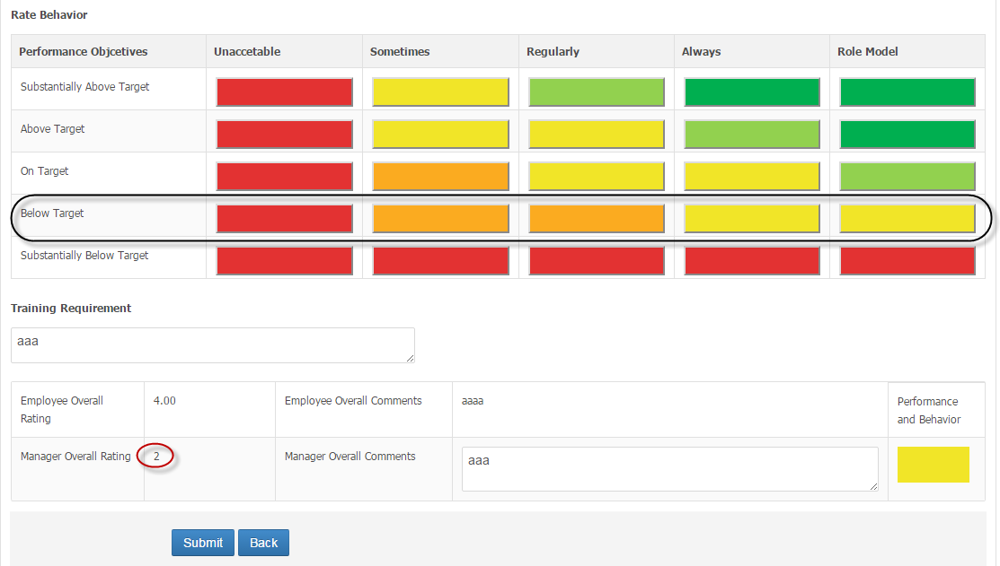 Rate Behavior
Performance Objcetives Unaccetable Sometimes Regularly Always Role Model
Substantially Above Target
Above Target
On Target
Below Target
Substantially Below Target
Training Requirement
aaa
Employee Overall Rating 4.00 Employee Overall Comments aaaa Performance and Behavior
Manager Overall Rating 2 Manager Overall Comments aaa
Submit Back